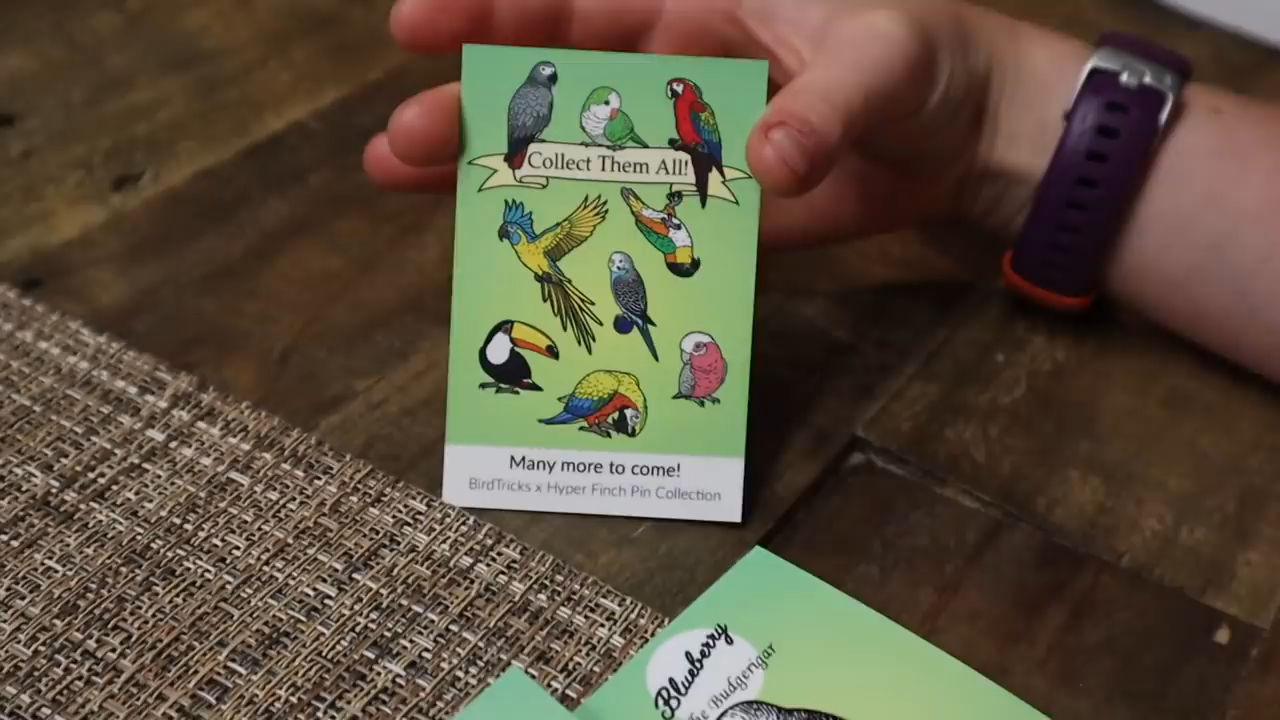 Collect Them All!
Many more to come!
BirdTricks x Hyper Finch Pin Collection
Blueberry
the Budgerigar